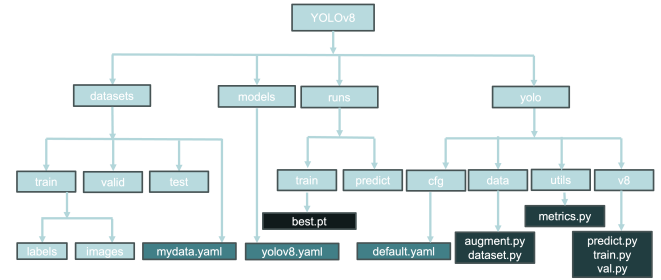 YOLOv8
datasets
models
runs
yolo
train
valid
test
train
predict
cfg
data
utils
v8
best.pt
metrics.py
labels
images
mydata.yaml
yolov8.yaml
default.yaml
augment.py
dataset.py
predict.py
train.py
val.py